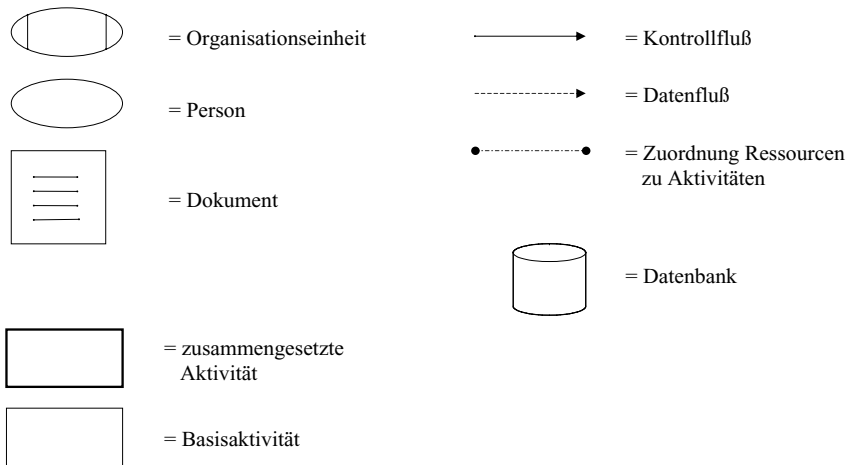 = Organisationseinheit
= Person
= Dokument
= zusammengesetzte
Aktivität
= Basisaktivität
= Kontrollfluß
= Datenfluß
= Zuordnung Ressourcen
zu Aktivitäten
= Datenbank